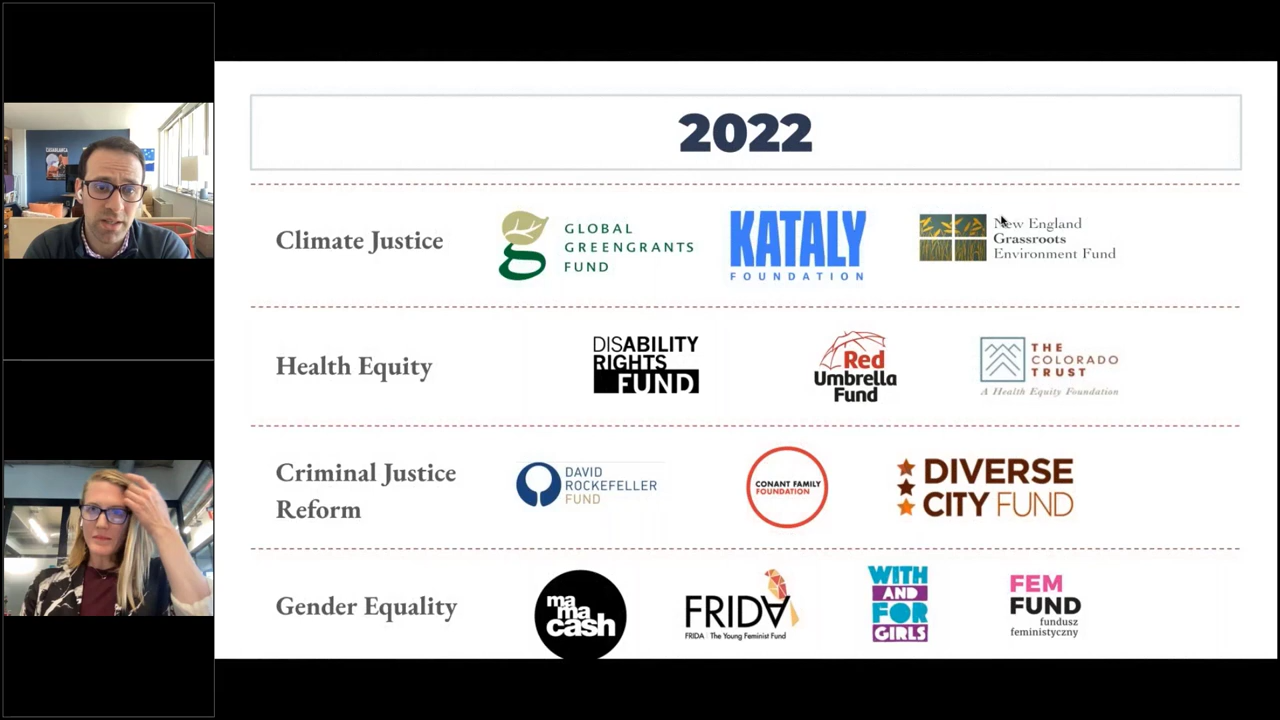 CASABLANCA
2022
Climate Justice
GLOBAL
GREENGRANTS
FUND
KATALY
FOUNDATION
New England
Grassroots
Environment Fund
Health Equity
DISABILITY
RIGHTS
FUND
Red
Umbrella
Fund
THE
COLORADO
TRUST
A Health Equity Foundation
Criminal Justice
Reform
DAVID
ROCKEFELLER
FUND
CONANT FAMILY
FOUNDATION
DIVERSE
CITY FUND
Gender Equality
ma
ma
cash
FRIDA
FRIDA | The Young Feminist Fund
WITH
AND
FOR
GIRLS
FEM
FUND
fundusz
feministyczny